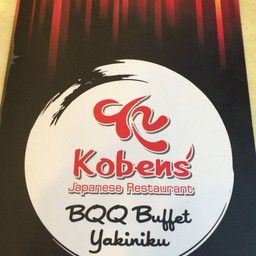 Kobens'
Japanese Restaurant
BQQ Buffet
Yakiniku